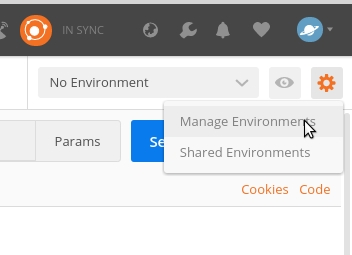 IN SYNC
No Environment
Manage Environments
Params
Se
Shared Environments
Cookies Code